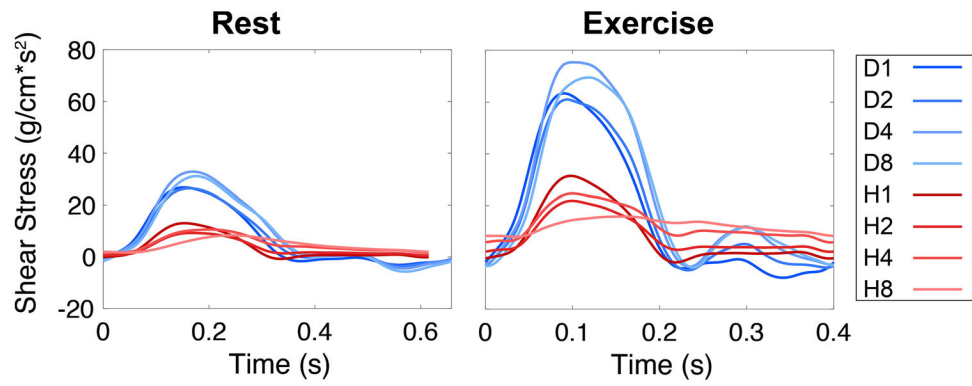 Rest
Exercise
Shear Stress (g/cm*s²)
80
60
40
20
0
-20
0
0.2
0.4
0.6
Time (s)
0
0.1
0.2
0.3
0.4
Time (s)
D1
D2
D4
D8
H1
H2
H4
H8